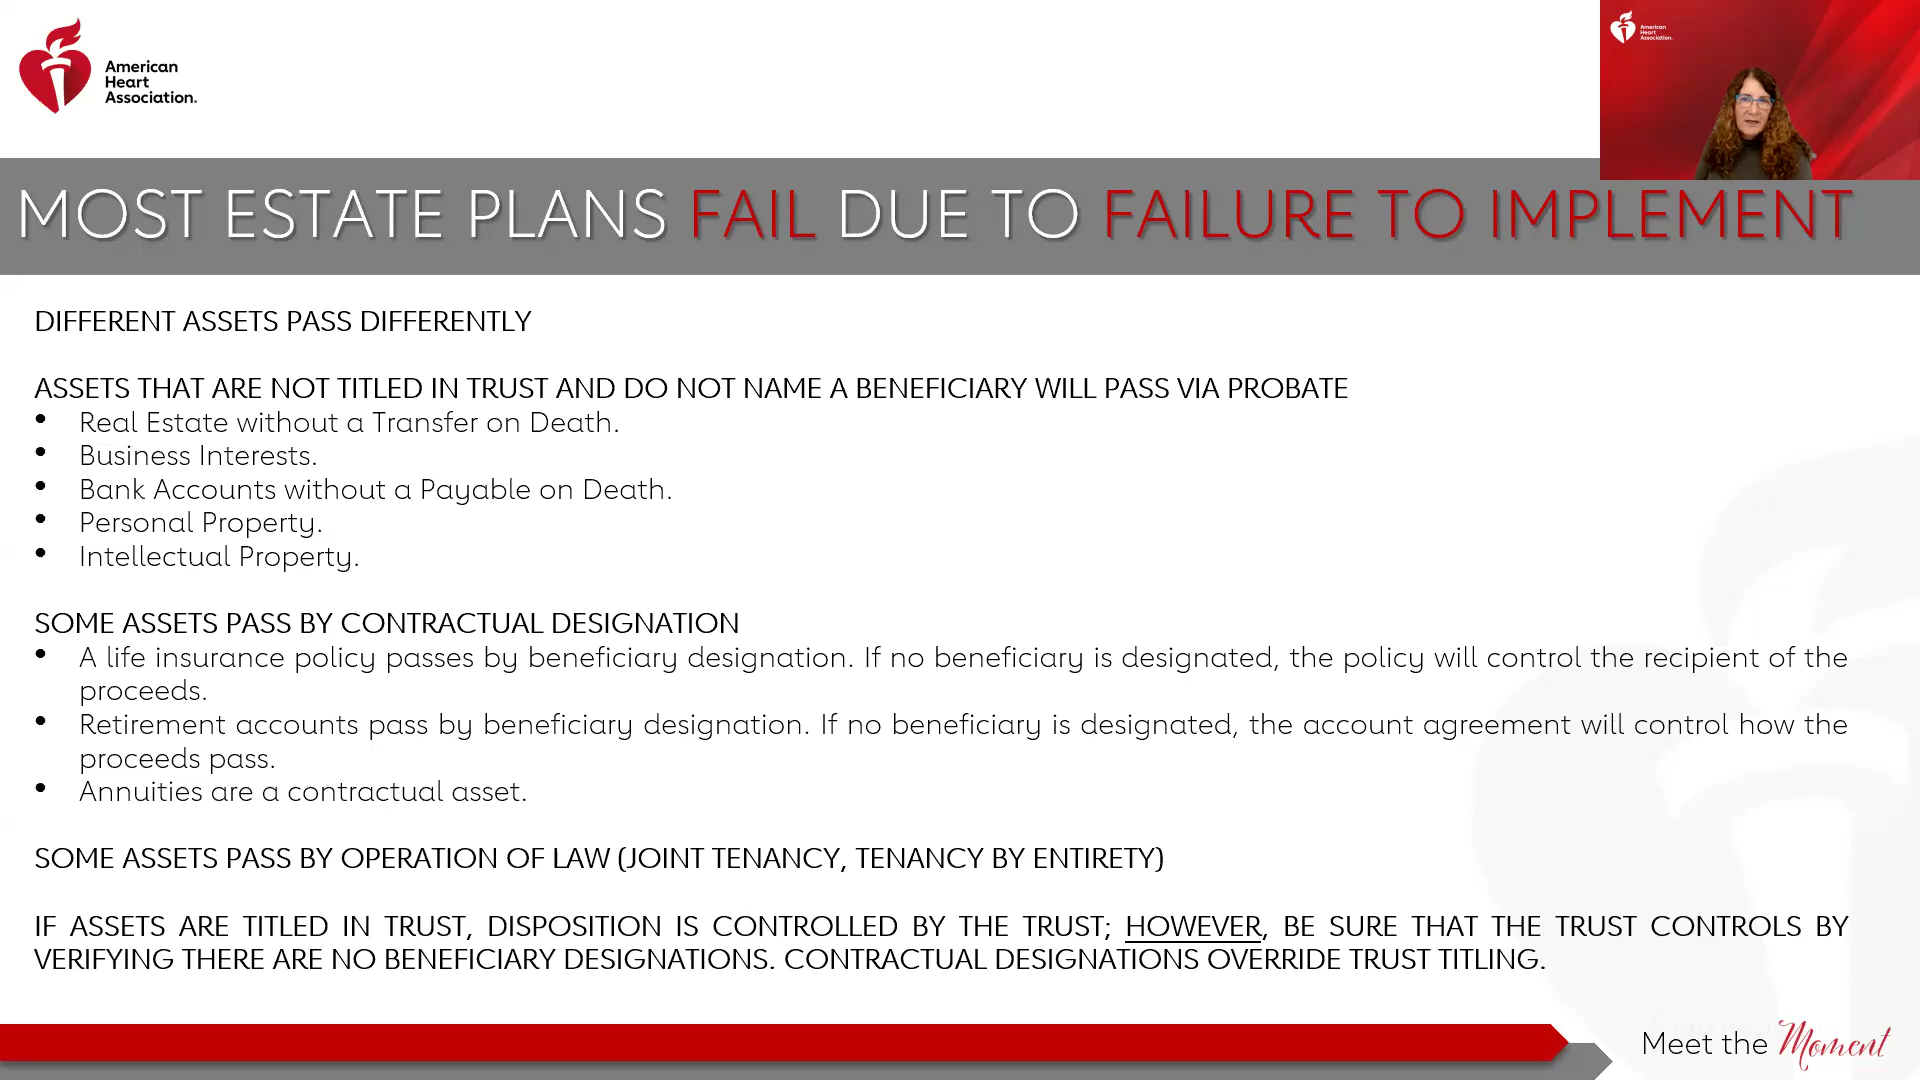 American
Heart
Association.
American
Heart
Association.
MOST ESTATE PLANS FAIL DUE TO FAILURE TO IMPLEMENT
DIFFERENT ASSETS PASS DIFFERENTLY
ASSETS THAT ARE NOT TITLED IN TRUST AND DO NOT NAME A BENEFICIARY WILL PASS VIA PROBATE
• Real Estate without a Transfer on Death.
• Business Interests.
• Bank Accounts without a Payable on Death.
• Personal Property.
• Intellectual Property.
SOME ASSETS PASS BY CONTRACTUAL DESIGNATION
• A life insurance policy passes by beneficiary designation. If no beneficiary is designated, the policy will control the recipient of the
proceeds.
• Retirement accounts pass by beneficiary designation. If no beneficiary is designated, the account agreement will control how the
proceeds pass.
• Annuities are a contractual asset.
SOME ASSETS PASS BY OPERATION OF LAW (JOINT TENANCY, TENANCY BY ENTIRETY)
IF ASSETS ARE TITLED IN TRUST, DISPOSITION IS CONTROLLED BY THE TRUST; HOWEVER, BE SURE THAT THE TRUST CONTROLS BY
VERIFYING THERE ARE NO BENEFICIARY DESIGNATIONS. CONTRACTUAL DESIGNATIONS OVERRIDE TRUST TITLING.
Meet the Moment